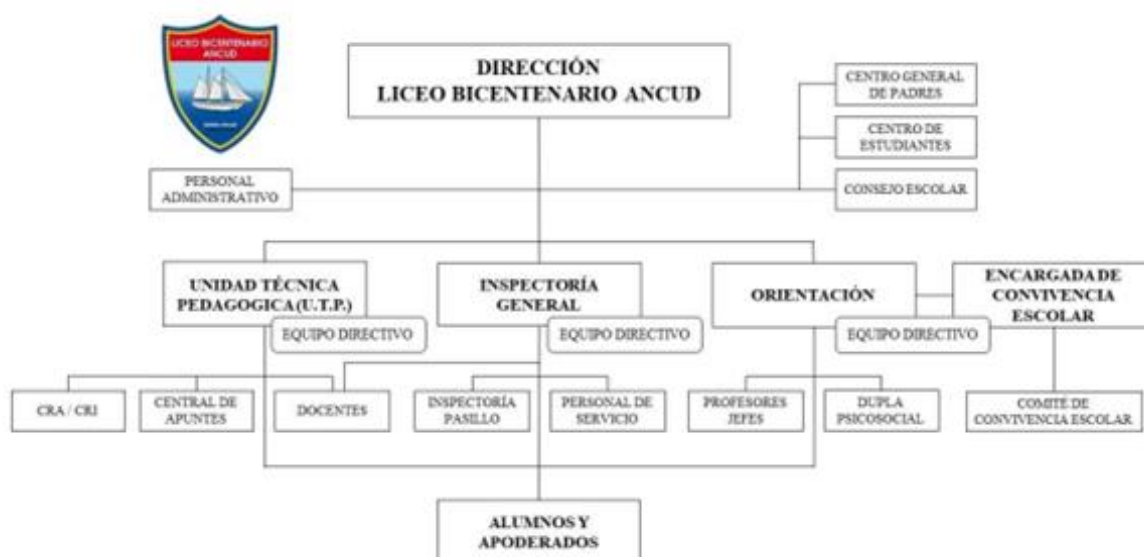 LICEO BICENTENARIO
ANCUD
DIRECCIÓN
LICEO BICENTENARIO ANCUD
CENTRO GENERAL
DE PADRES
CENTRO DE
ESTUDIANTES
PERSONAL
ADMINISTRATIVO
CONSEJO ESCOLAR
UNIDAD TÉCNICA
PEDAGOGICA (U.T.P.)
EQUIPO DIRECTIVO
INSPECTORÍA
GENERAL
EQUIPO DIRECTIVO
ORIENTACIÓN
EQUIPO DIRECTIVO
ENCARGADA DE
CONVIVENCIA
ESCOLAR
CRA / CRI
CENTRAL DE
APUNTES
DOCENTES
INSPECTORÍA
PASILLO
PERSONAL DE
SERVICIO
PROFESORES
JEFES
DUPLA
PSICOSOCIAL
COMITÉ DE
CONVIVENCIA ESCOLAR
ALUMNOS Y
APODERADOS